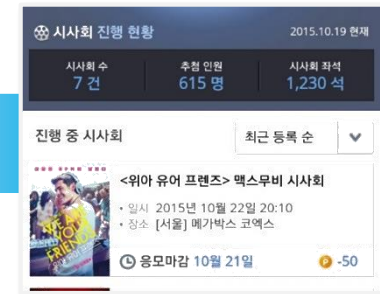 시사회 진행 현황
2015.10.19 현재
시사회 수 추첨 인원 시사회 좌석
7 건 615 명 1,230 석
진행 중 시사회
최근 등록 순
WE ARE YOUR FRIENDS
<위아 유어 프렌즈> 맥스무비 시사회
• 일시 2015년 10월 22일 20:10
• 장소 [서울] 메가박스 코엑스
응모마감 10월 21일
P -50